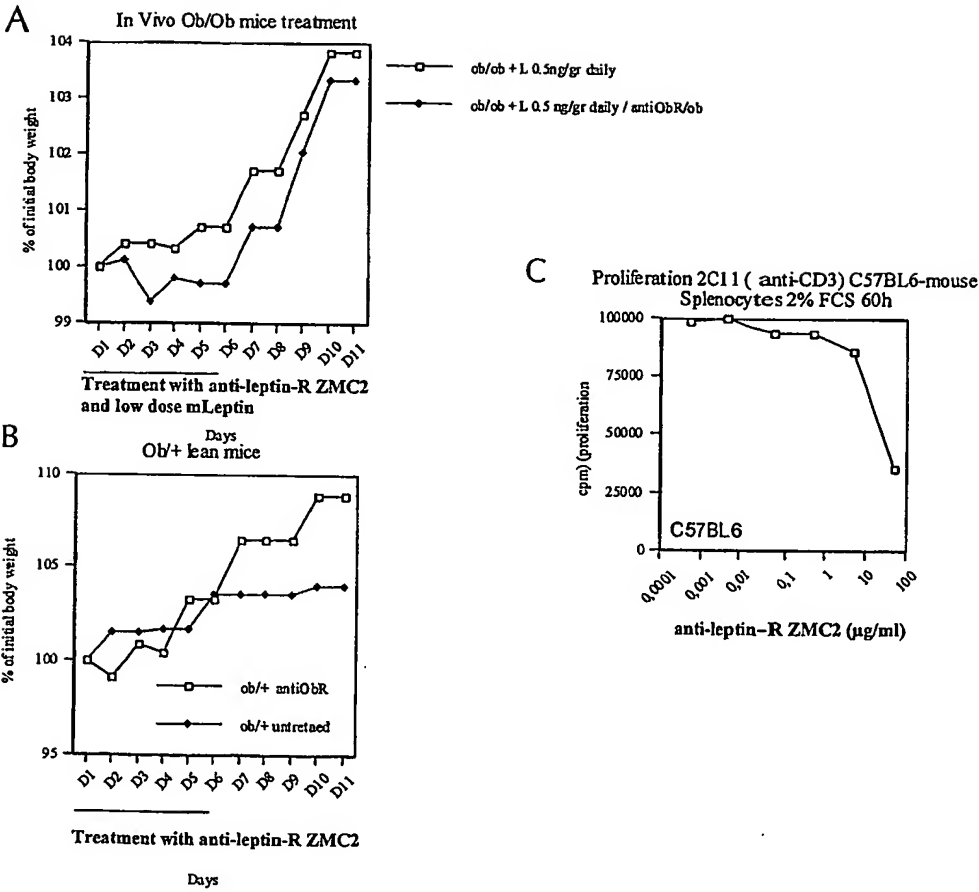 A
In Vivo Ob/Ob mice treatment
104
103
102
101
100
99
% of initial body weight
D1 D2 D3 D4 D5 D6 D7 D8 D9 D10 D11
ob/ob + L 0.5ng/gr daily
ob/ob + L 0.5 ng/gr daily / antiObR/ob
Treatment with anti-leptin-R ZMC2
and low dose mLeptin
Days
B
Ob/+ lean mice
110
105
100
95
% of initial body weight
ob/+ antiObR
ob/+ untretaed
D1 D2 D3 D4 D5 D6 D7 D8 D9 D10 D11
Treatment with anti-leptin-R ZMC2
Days
C
Proliferation 2C11 ( anti-CD3) C57BL6-mouse
Splenocytes 2% FCS 60h
100000
75000
50000
25000
0
cpm) (proliferation
C57BL6
0,0001 0,001 0,01 0,1 1 10 100
anti-leptin-R ZMC2 (µg/ml)